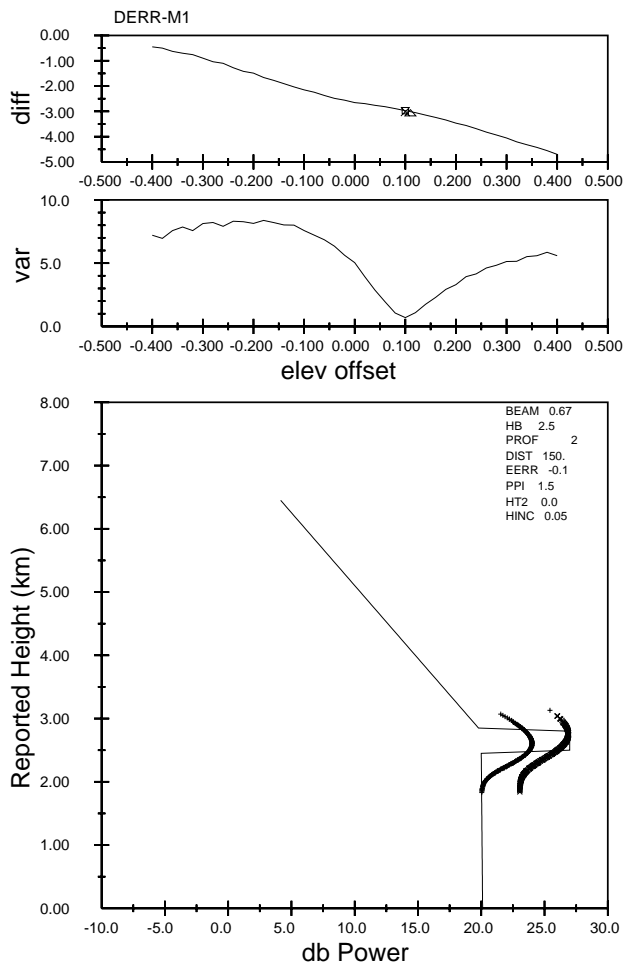 DERR-M1
0.00
-1.00
-2.00
-3.00
-4.00
-5.00
diff
-0.500 -0.400 -0.300 -0.200 -0.100 0.000 0.100 0.200 0.300 0.400 0.500
10.0
5.0
0.0
var
-0.500 -0.400 -0.300 -0.200 -0.100 0.000 0.100 0.200 0.300 0.400 0.500
elev offset
8.00
7.00
6.00
5.00
4.00
3.00
2.00
1.00
0.00
Reported Height (km)
BEAM 0.67
HB 2.5
PROF 2
DIST 150.
EERR -0.1
PPI 1.5
HT2 0.0
HINC 0.05
-10.0 -5.0 0.0 5.0 10.0 15.0 20.0 25.0 30.0
db Power